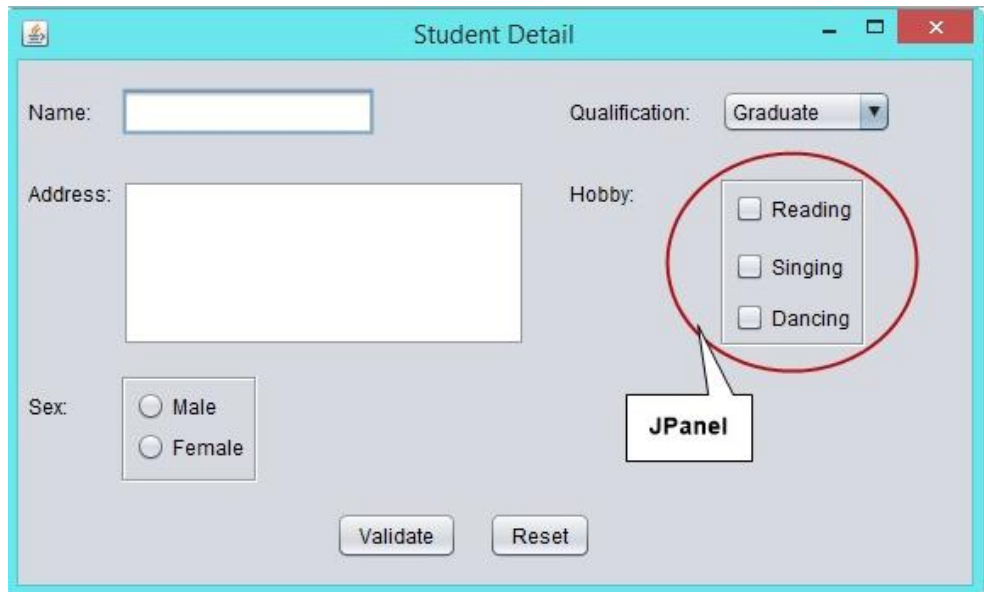 Student Detail
Name:
Qualification: Graduate
Address:
Hobby:
Reading
Singing
Dancing
JPanel
Sex:
Male
Female
Validate Reset